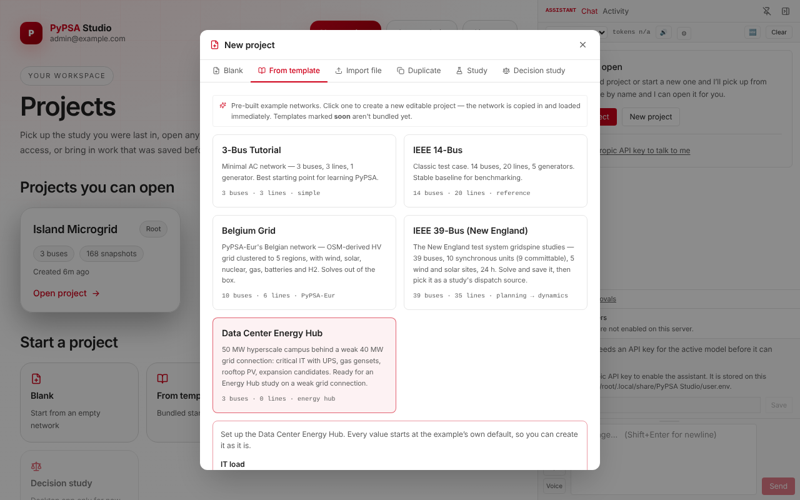 P
PyPSA Studio
admin@example.com
YOUR WORKSPACE
Projects
Pick up the study you were last in, open any
access, or bring in work that was saved befo
Projects you can open
Island Microgrid
Root
3 buses
168 snapshots
Created 6m ago
Open project →
Start a project
Blank
Start from an empty
network
From temp
Bundled star
Decision study
New project
Blank
From template
Import file
Duplicate
Study
Decision study
Pre-built example networks. Click one to create a new editable project — the network is copied in and loaded
immediately. Templates marked soon aren't bundled yet.
3-Bus Tutorial
Minimal AC network — 3 buses, 3 lines, 1
generator. Best starting point for learning PyPSA.
3 buses · 3 lines · simple
IEEE 14-Bus
Classic test case. 14 buses, 20 lines, 5 generators.
Stable baseline for benchmarking.
14 buses · 20 lines · reference
Belgium Grid
PyPSA-Eur's Belgian network — OSM-derived HV
grid clustered to 5 regions, with wind, solar,
nuclear, gas, batteries and H2. Solves out of the
box.
10 buses · 6 lines · PyPSA-Eur
IEEE 39-Bus (New England)
The New England test system gridspine studies —
39 buses, 10 synchronous units (9 committable), 5
wind and solar sites, 24 h. Solve and save it, then
pick it as a study's dispatch source.
39 buses · 35 lines · planning → dynamics
Data Center Energy Hub
50 MW hyperscale campus behind a weak 40 MW
grid connection: critical IT with UPS, gas gensets,
rooftop PV, expansion candidates. Ready for an
Energy Hub study on a weak grid connection.
3 buses · 0 lines · energy hub
Set up the Data Center Energy Hub. Every value starts at the example's own default, so you can create
it as it is.
IT load
ASSISTANT
Chat
Activity
tokens n/a
Clear
open
d project or start a new one and I'll pick up from
e by name and I can open it for you.
ct
New project
ropic API key to talk to me
ovals
rs
re not enabled on this server.
eeds an API key for the active model before it can
ic API key to enable the assistant. It is stored on this
/root/.local/share/PyPSA Studio/user.env.
Save
ge... (Shift+Enter for newline)
Voice
Send